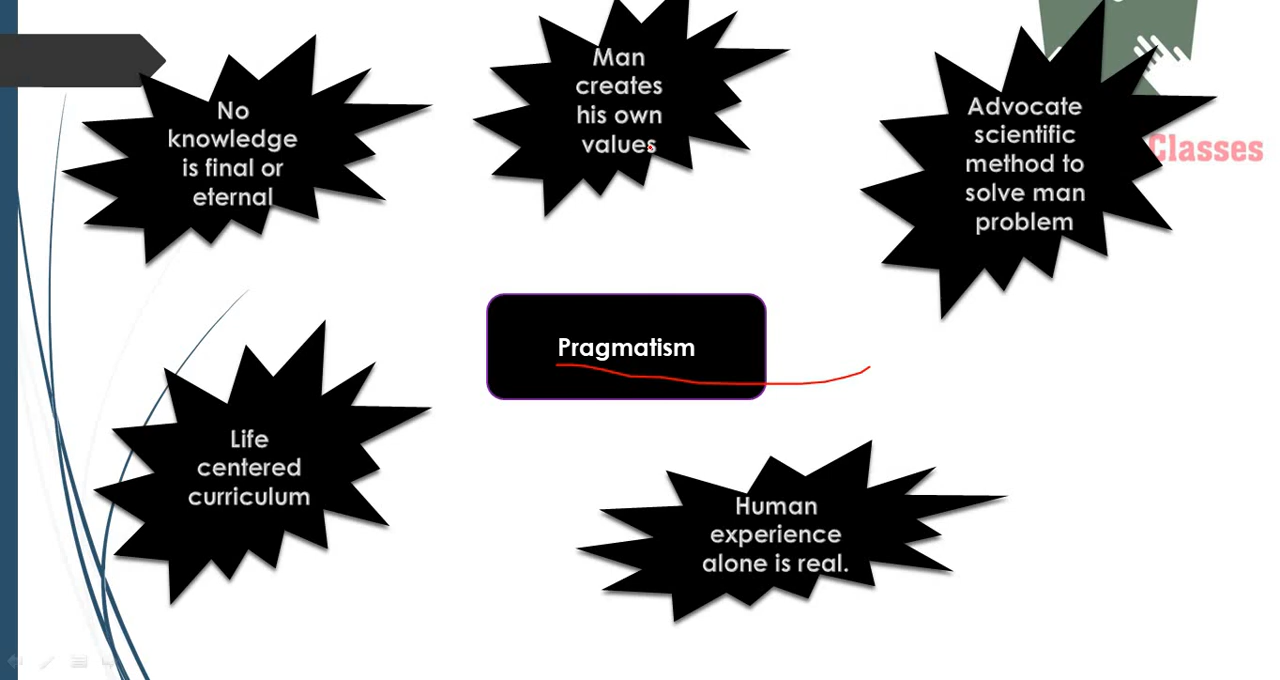 No
knowledge
is final or
eternal
Man
creates
his own
values
Advocate
scientific
method to
solve man
problem
Classes
Pragmatism
Life
centered
curriculum
Human
experience
alone is real.